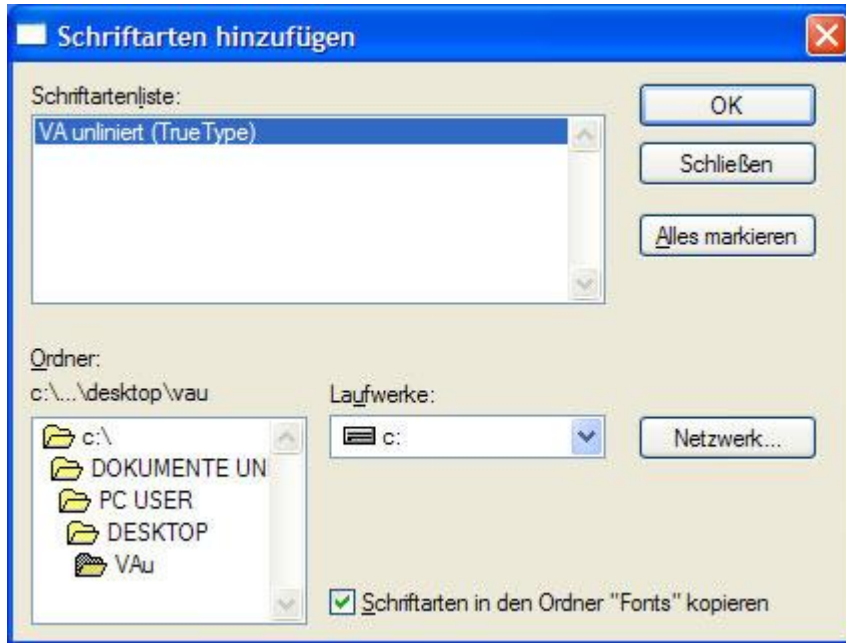 Schriftarten hinzufügen
Schriftartenliste:
VA unliniert (TrueType)
OK
Schließen
Alles markieren
Ordner:
c:\...\desktop\vau
Laufwerke:
c:\
DOKUMENTE UN
PC USER
DESKTOP
VAu
c:
Netzwerk...
Schriftarten in den Ordner "Fonts" kopieren